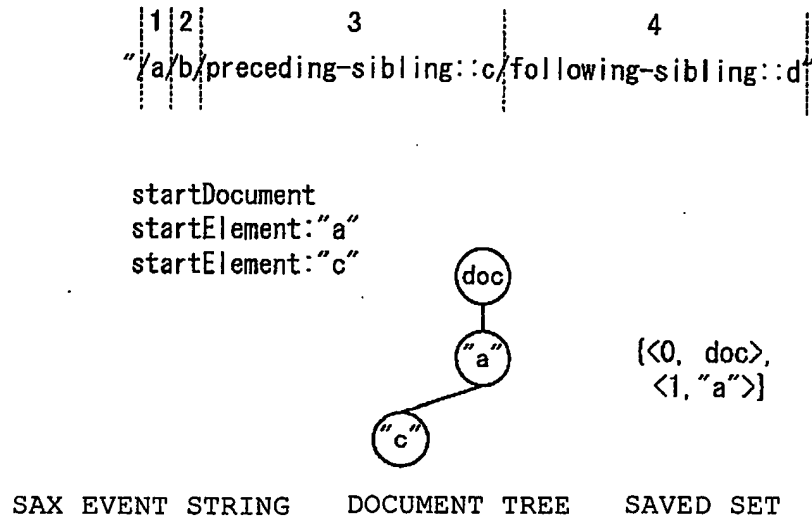 1 2 3 4
"/a/b/preceding-sibling::c/following-sibling::d"
startDocument
startElement:"a"
startElement:"c"
doc
"a"
"c"
{<0, doc>,
<1,"a">}
SAX EVENT STRING DOCUMENT TREE SAVED SET